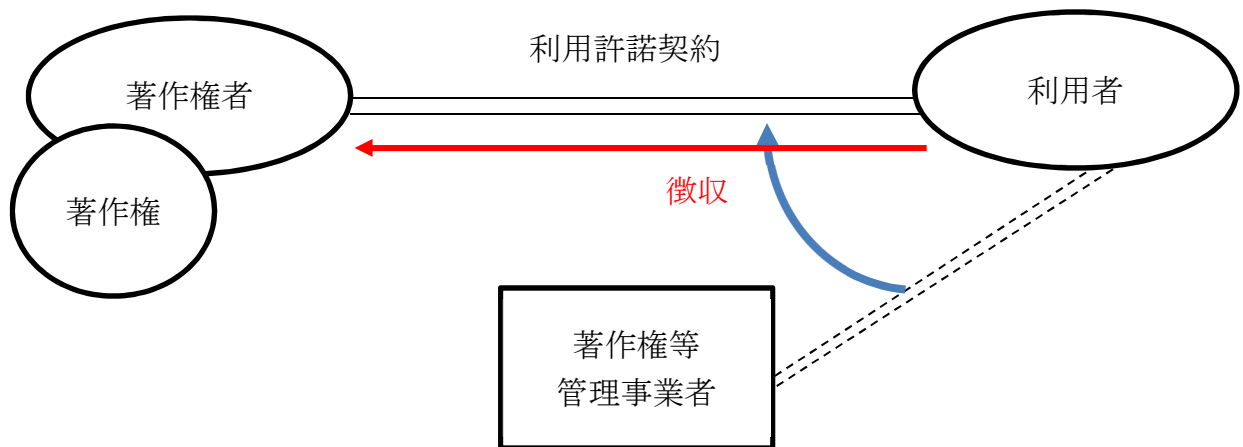 利用許諾契約
著作権者
利用者
徴収
著作権
著作権等
管理事業者